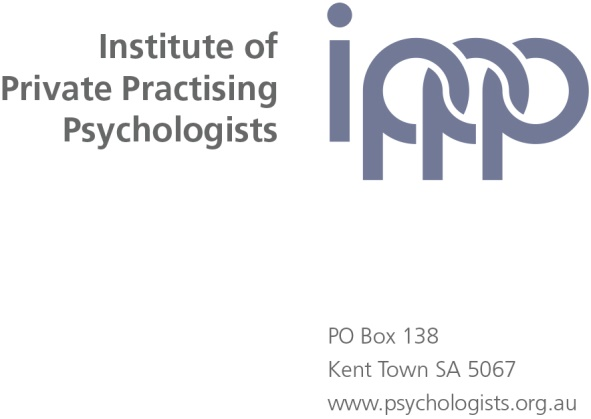 Institute of
Private Practising
Psychologists
ippp
PO Box 138
Kent Town SA 5067
www.psychologists.org.au